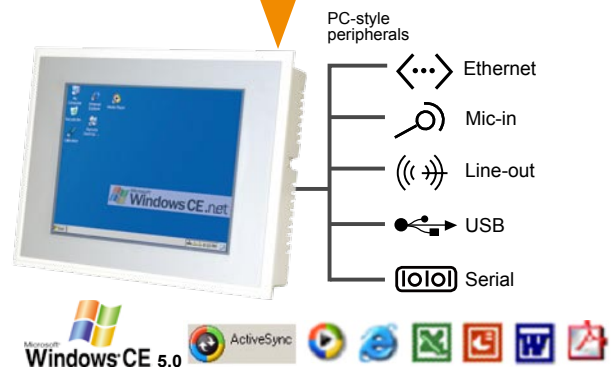 PC-style
peripherals
Ethernet
Mic-in
Line-out
USB
Serial
Microsoft
Windows CE.net
Microsoft
Windows CE 5.0
ActiveSync